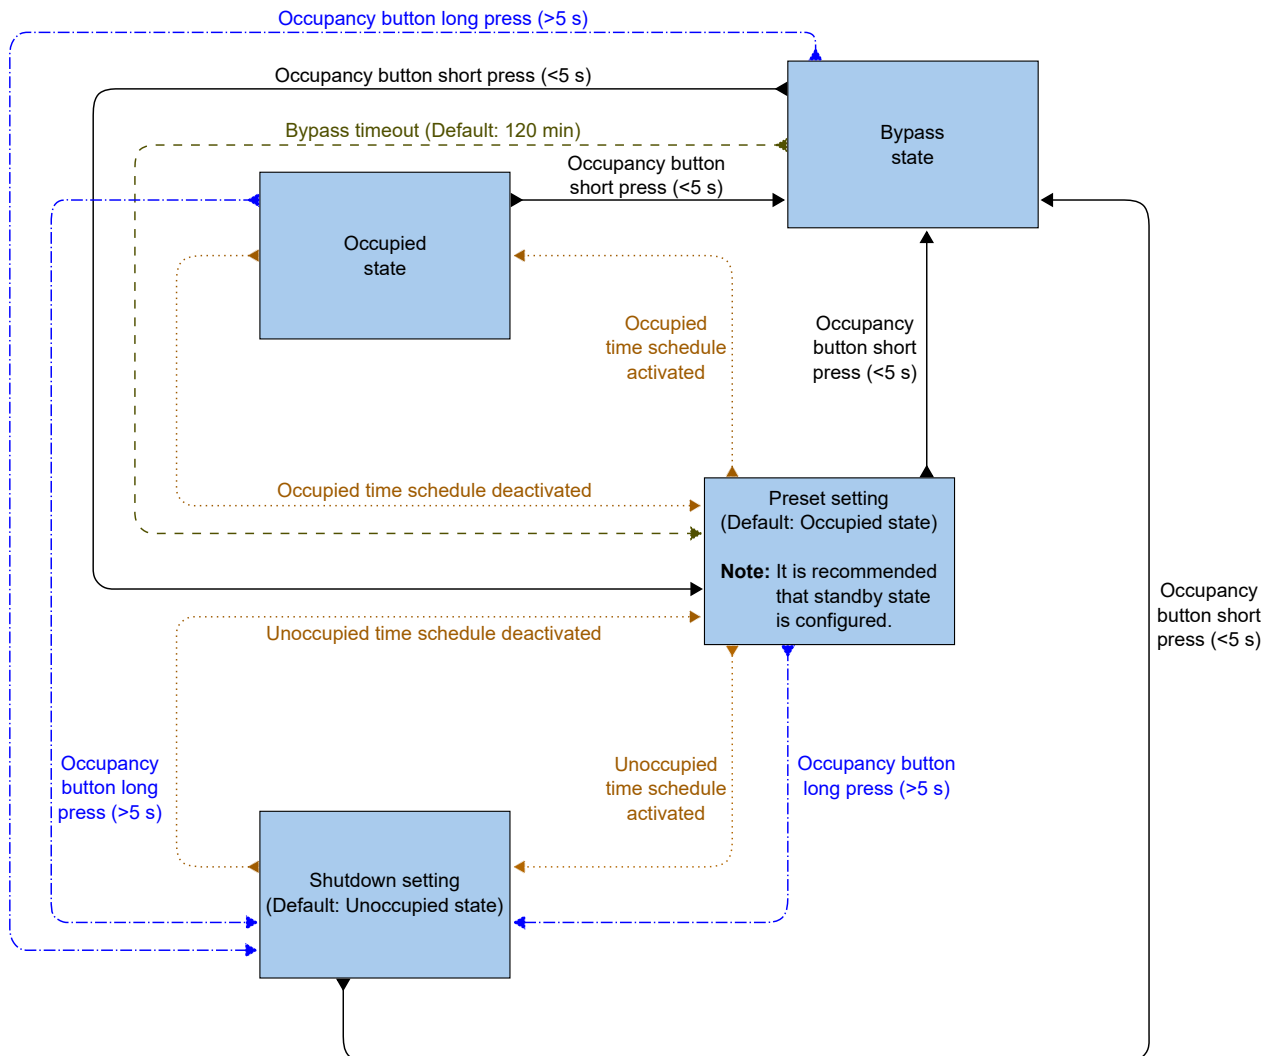 Occupancy button long press (>5 s)
Occupancy button short press (<5 s)
Bypass timeout (Default: 120 min)
Occupancy button
short press (<5 s)
Bypass
state
Occupied
state
Occupied
time schedule
activated
Occupancy
button short
press (<5 s)
Occupied time schedule deactivated
Preset setting
(Default: Occupied state)
Note: It is recommended
that standby state
is configured.
Unoccupied time schedule deactivated
Occupancy
button short
press (<5 s)
Occupancy
button long
press (>5 s)
Unoccupied
time schedule
activated
Occupancy button
long press (>5 s)
Shutdown setting
(Default: Unoccupied state)